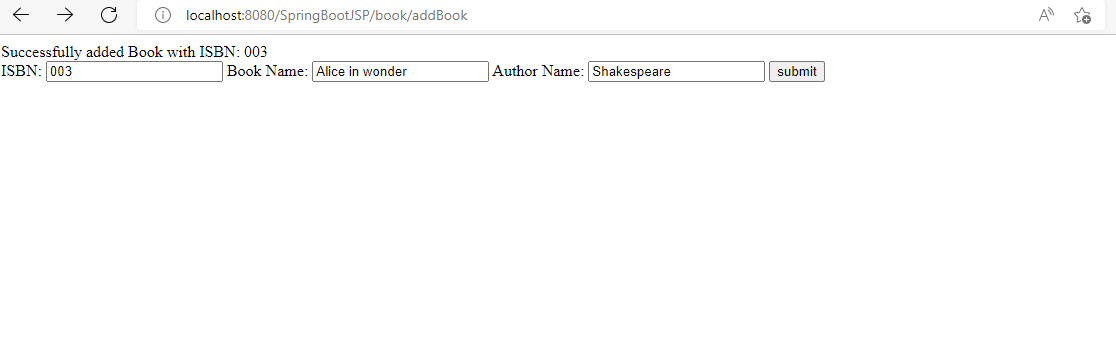 localhost:8080/SpringBootJSP/book/addBook
Successfully added Book with ISBN: 003
ISBN: 003 Book Name: Alice in wonder Author Name: Shakespeare submit